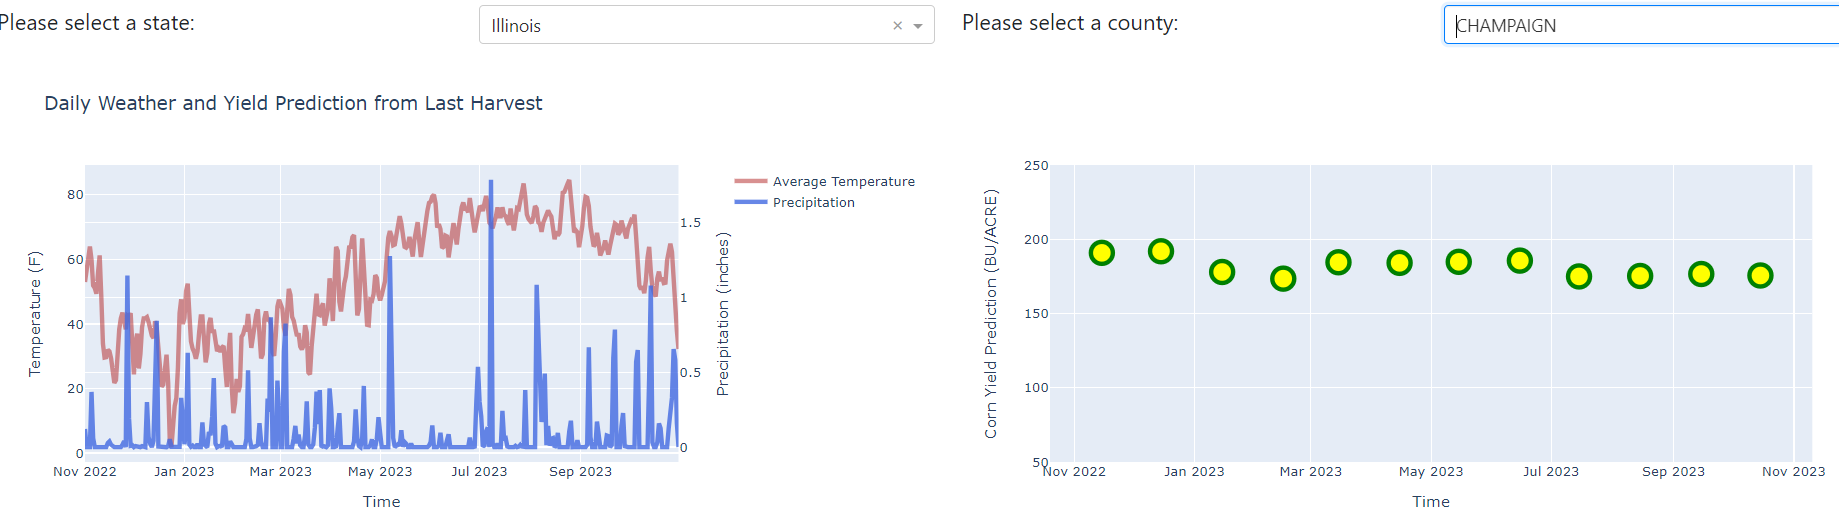 Please select a state:
Illinois
Please select a county:
CHAMPAIGN
Daily Weather and Yield Prediction from Last Harvest
Temperature (F)
80
60
40
20
0
Nov 2022 Jan 2023 Mar 2023 May 2023 Jul 2023 Sep 2023
Time
1.5
1
0.5
0
Precipitation (inches)
Average Temperature
Precipitation
Corn Yield Prediction (BU/ACRE)
250
200
150
100
50
Nov 2022 Jan 2023 Mar 2023 May 2023 Jul 2023 Sep 2023 Nov 2023
Time